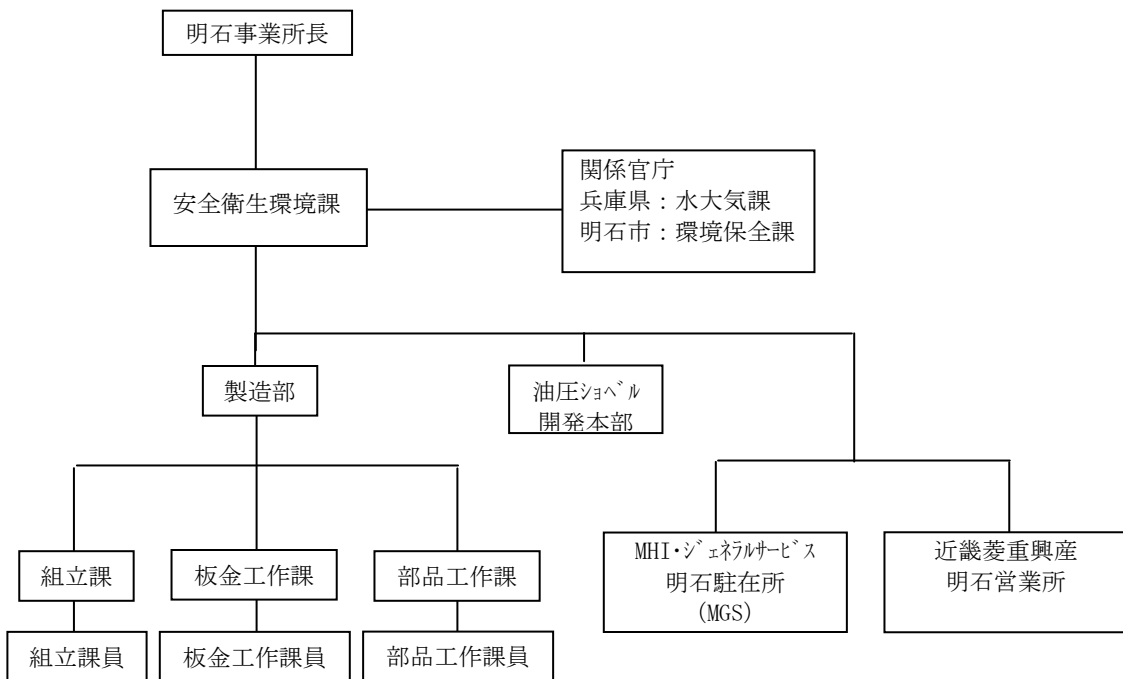 明石事業所長
安全衛生環境課
関係官庁
兵庫県：水大気課
明石市：環境保全課
製造部
油圧ｼｮﾍﾞﾙ
開発本部
組立課
板金工作課
部品工作課
MHI･ｼﾞｪﾈﾗﾙｻｰﾋﾞｽ
明石駐在所
(MGS)
近畿菱重興産
明石営業所
組立課員
板金工作課員
部品工作課員